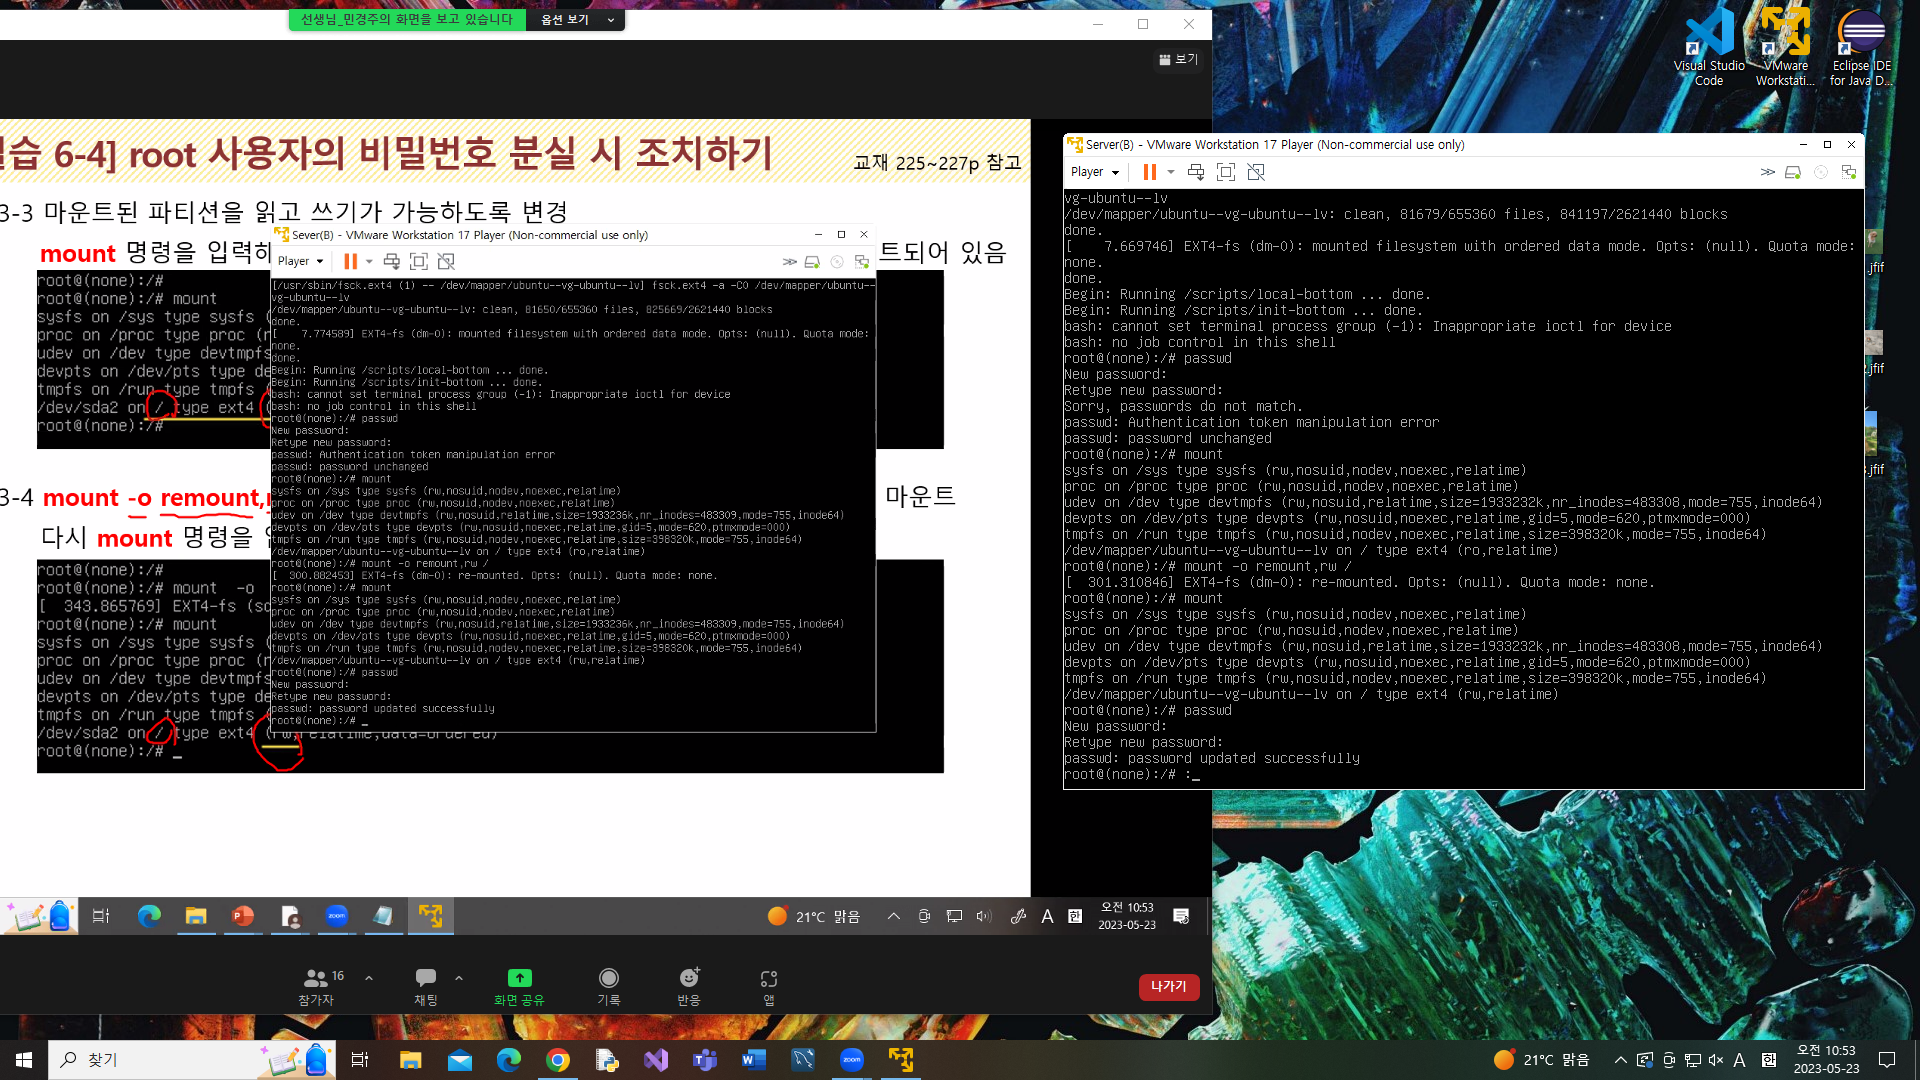 선생님_민경주의 화면을 보고 있습니다
옵션 보기
보기
Visual Studio
Code
VMware
Workstati...
Eclipse IDE
for Java D...
습 6-4] root 사용자의 비밀번호 분실 시 조치하기
교재 225~227p 참고
3-3 마운트된 파티션을 읽고 쓰기가 가능하도록 변경
mount 명령을 입력해
트되어 있음
root@(none):/#
root@(none):/# mount
sysfs on /sys type sysfs (
proc on /proc type proc (r
udev on /dev type devtmpfs
devpts on /dev/pts type de
tmpfs on /run type tmpfs
/dev/sda2 on / type ext4 (
root@(none):/#
3-4 mount -o remount,
마운트
다시 mount 명령을
root@(none):/#
root@(none):/# mount -o
[  343.865769] EXT4-fs (sd
root@(none):/# mount
sysfs on /sys type sysfs (
proc on /proc type proc (r
udev on /dev type devtmpfs
devpts on /dev/pts type de
tmpfs on /run type tmpfs
/dev/sda2 on / type ext4 (rw,relatime,data=ordered)
root@(none):/# _
Sever(B) - VMware Workstation 17 Player (Non-commercial use only)
Player
[/usr/sbin/fsck.ext4 (1) -- /dev/mapper/ubuntu--vg-ubuntu--lv] fsck.ext4 -a -C0 /dev/mapper/ubuntu--
vg-ubuntu--lv
/dev/mapper/ubuntu--vg-ubuntu--lv: clean, 81650/655360 files, 825669/2621440 blocks
done.
[    7.774589] EXT4-fs (dm-0): mounted filesystem with ordered data mode. Opts: (null). Quota mode:
none.
done.
Begin: Running /scripts/local-bottom ... done.
Begin: Running /scripts/init-bottom ... done.
bash: cannot set terminal process group (-1): Inappropriate ioctl for device
bash: no job control in this shell
root@(none):/# passwd
New password:
Retype new password:
passwd: Authentication token manipulation error
passwd: password unchanged
root@(none):/# mount
sysfs on /sys type sysfs (rw,nosuid,nodev,noexec,relatime)
proc on /proc type proc (rw,nosuid,nodev,noexec,relatime)
udev on /dev type devtmpfs (rw,nosuid,relatime,size=1933236k,nr_inodes=483309,mode=755,inode64)
devpts on /dev/pts type devpts (rw,nosuid,noexec,relatime,gid=5,mode=620,ptmxmode=000)
tmpfs on /run type tmpfs (rw,nosuid,nodev,noexec,relatime,size=398320k,mode=755,inode64)
/dev/mapper/ubuntu--vg-ubuntu--lv on / type ext4 (ro,relatime)
root@(none):/# mount -o remount,rw /
[  300.882453] EXT4-fs (dm-0): re-mounted. Opts: (null). Quota mode: none.
root@(none):/# mount
sysfs on /sys type sysfs (rw,nosuid,nodev,noexec,relatime)
proc on /proc type proc (rw,nosuid,nodev,noexec,relatime)
udev on /dev type devtmpfs (rw,nosuid,relatime,size=1933236k,nr_inodes=483309,mode=755,inode64)
devpts on /dev/pts type devpts (rw,nosuid,noexec,relatime,gid=5,mode=620,ptmxmode=000)
tmpfs on /run type tmpfs (rw,nosuid,nodev,noexec,relatime,size=398320k,mode=755,inode64)
/dev/mapper/ubuntu--vg-ubuntu--lv on / type ext4 (rw,relatime)
root@(none):/# passwd
New password:
Retype new password:
passwd: password updated successfully
root@(none):/# _
Server(B) - VMware Workstation 17 Player (Non-commercial use only)
Player
vg-ubuntu--lv
/dev/mapper/ubuntu--vg-ubuntu--lv: clean, 81679/655360 files, 841197/2621440 blocks
done.
[    7.669746] EXT4-fs (dm-0): mounted filesystem with ordered data mode. Opts: (null). Quota mode:
none.
done.
Begin: Running /scripts/local-bottom ... done.
Begin: Running /scripts/init-bottom ... done.
bash: cannot set terminal process group (-1): Inappropriate ioctl for device
bash: no job control in this shell
root@(none):/# passwd
New password:
Retype new password:
Sorry, passwords do not match.
passwd: Authentication token manipulation error
passwd: password unchanged
root@(none):/# mount
sysfs on /sys type sysfs (rw,nosuid,nodev,noexec,relatime)
proc on /proc type proc (rw,nosuid,nodev,noexec,relatime)
udev on /dev type devtmpfs (rw,nosuid,relatime,size=1933232k,nr_inodes=483308,mode=755,inode64)
devpts on /dev/pts type devpts (rw,nosuid,noexec,relatime,gid=5,mode=620,ptmxmode=000)
tmpfs on /run type tmpfs (rw,nosuid,nodev,noexec,relatime,size=398320k,mode=755,inode64)
/dev/mapper/ubuntu--vg-ubuntu--lv on / type ext4 (ro,relatime)
root@(none):/# mount -o remount,rw /
[  301.310846] EXT4-fs (dm-0): re-mounted. Opts: (null). Quota mode: none.
root@(none):/# mount
sysfs on /sys type sysfs (rw,nosuid,nodev,noexec,relatime)
proc on /proc type proc (rw,nosuid,nodev,noexec,relatime)
udev on /dev type devtmpfs (rw,nosuid,relatime,size=1933232k,nr_inodes=483308,mode=755,inode64)
devpts on /dev/pts type devpts (rw,nosuid,noexec,relatime,gid=5,mode=620,ptmxmode=000)
tmpfs on /run type tmpfs (rw,nosuid,nodev,noexec,relatime,size=398320k,mode=755,inode64)
/dev/mapper/ubuntu--vg-ubuntu--lv on / type ext4 (rw,relatime)
root@(none):/# passwd
New password:
Retype new password:
passwd: password updated successfully
root@(none):/# :_
.jfif
.jfif
.jfif
zoom
21°C 맑음
A
한
오전 10:53
2023-05-23
16
참가자
채팅
화면 공유
기록
반응
앱
나가기
찾기
zoom
21°C 맑음
A
한
오전 10:53
2023-05-23